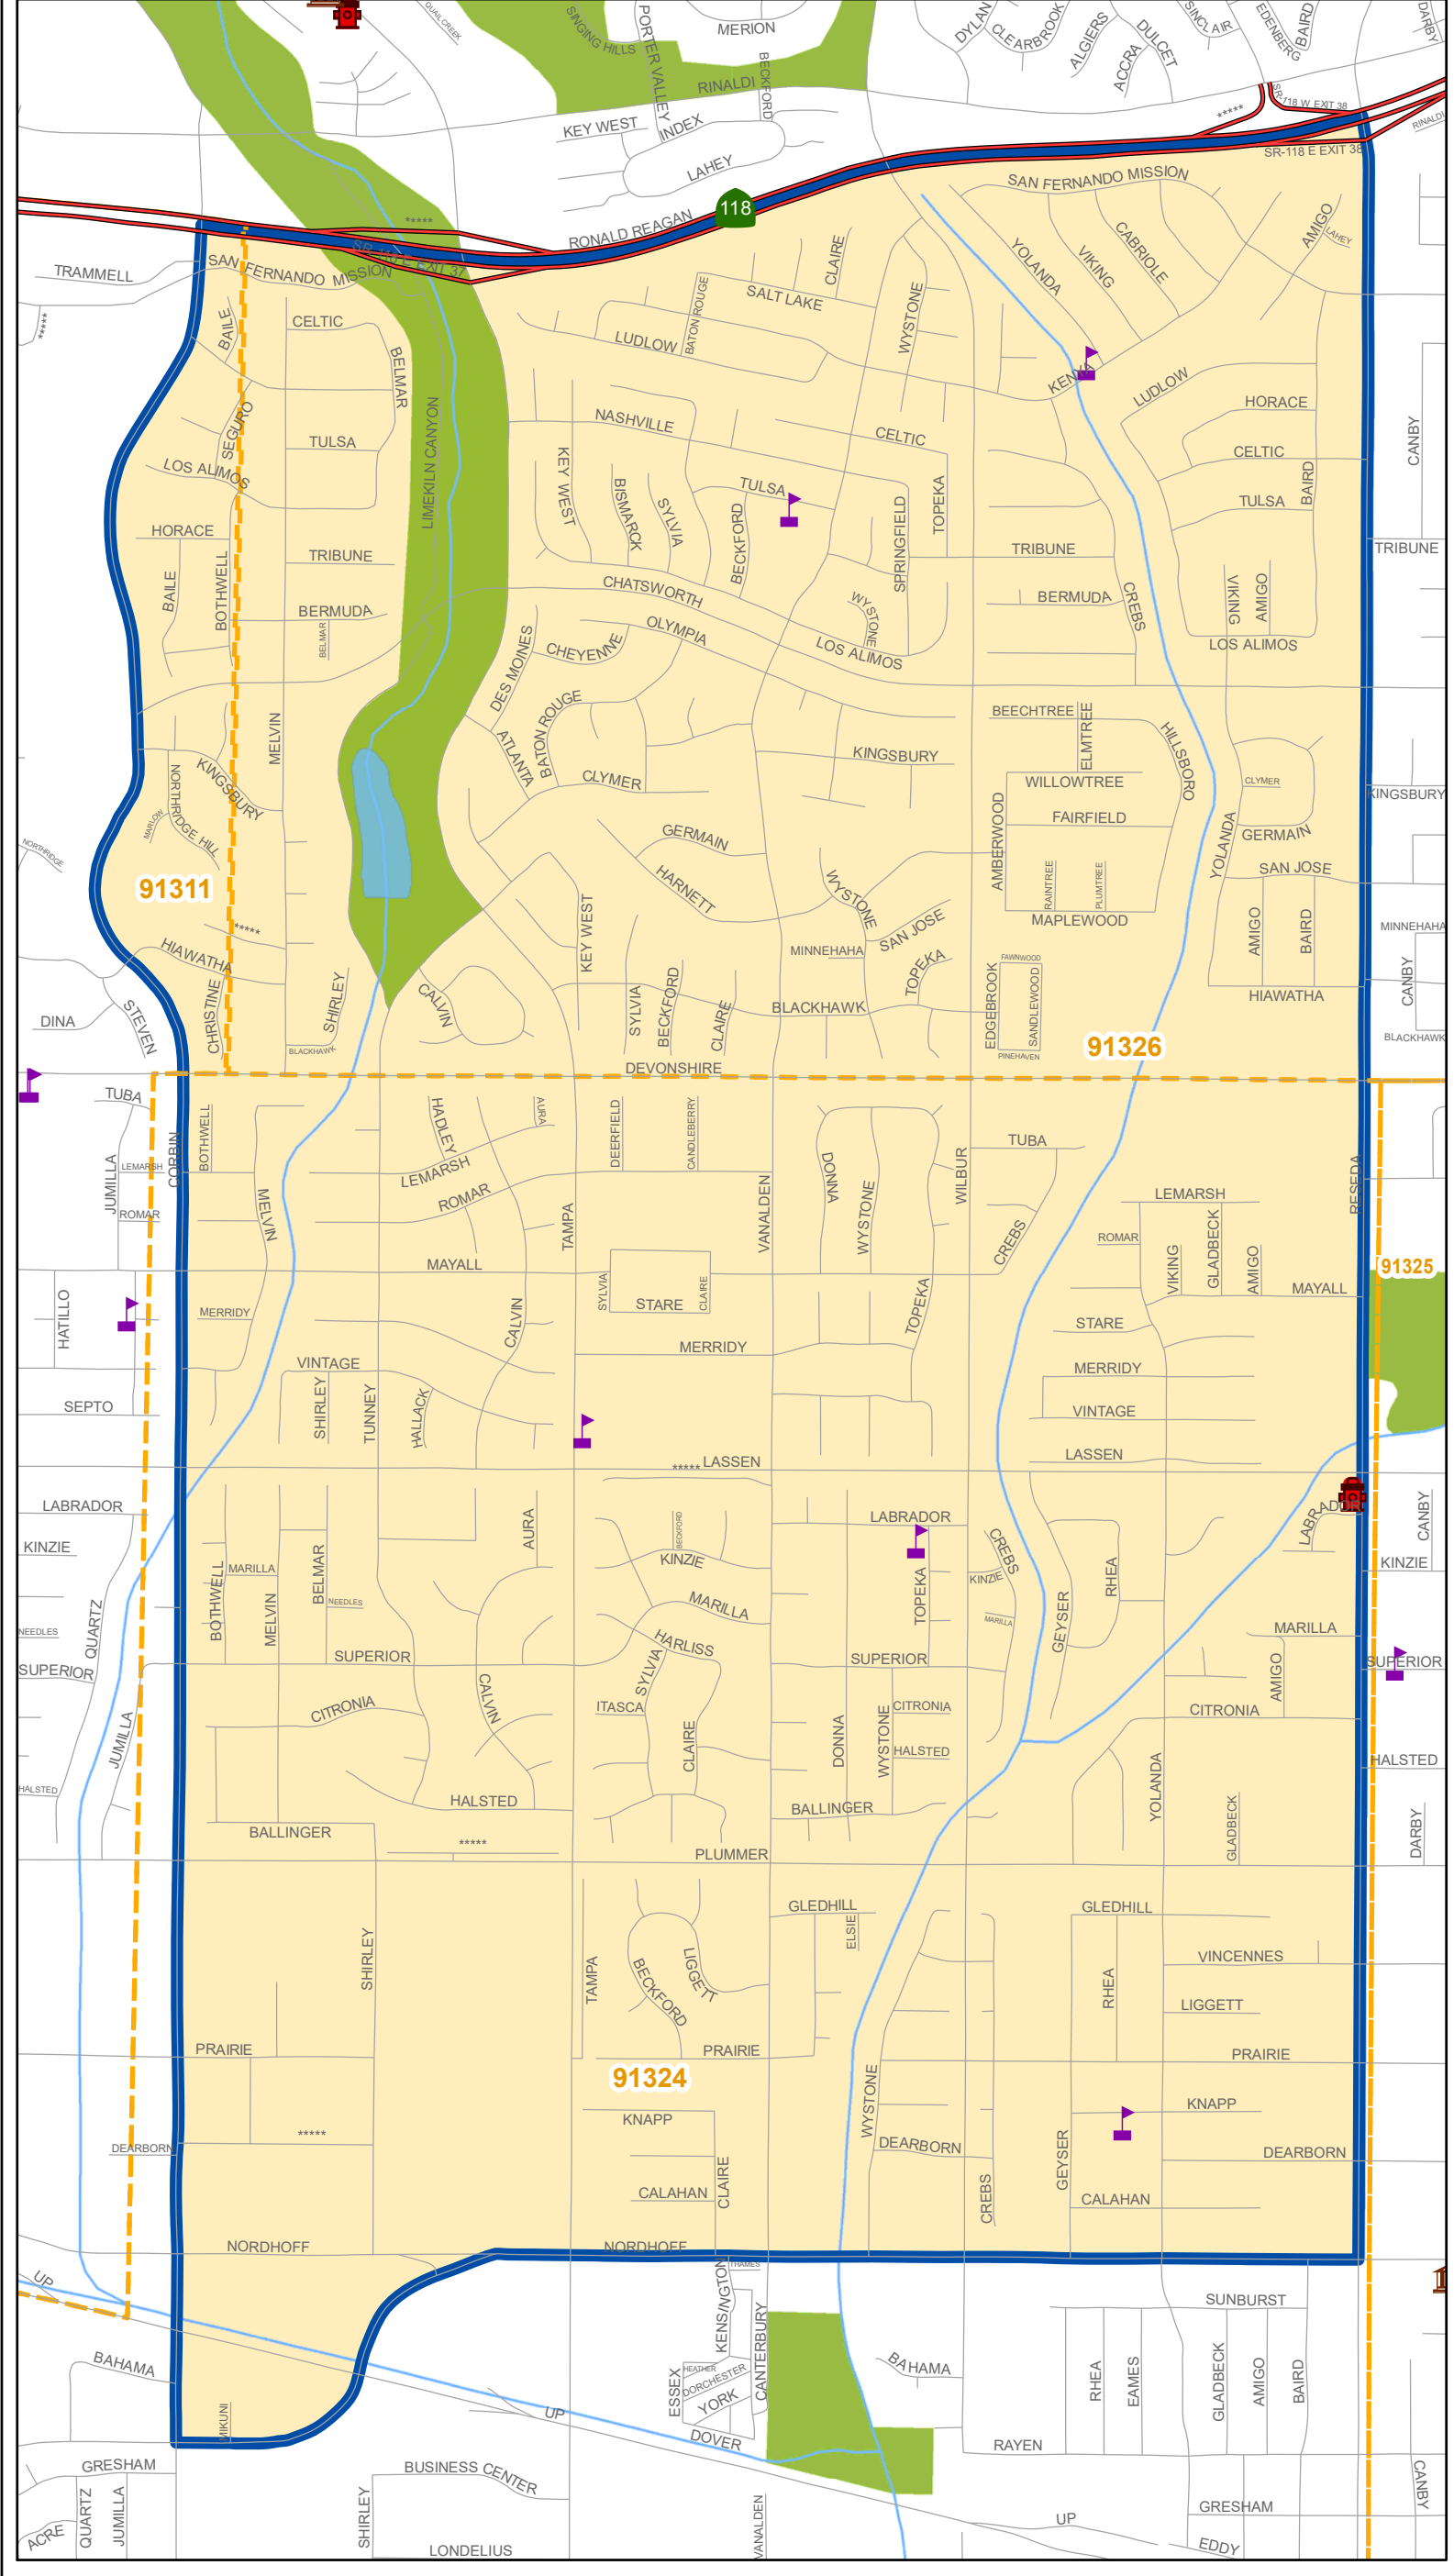 QUAIL CREEK
SINGING HILLS
PORTER VALLEY
MERION
BECKFORD
RINALDI
DYLAN
CLEARBROOK
ALGIERS
ACCRA
DULCET
SINCLAIR
EDENBERG
BAIRD
DARBY
KEY WEST
INDEX
LAHEY
*****
SR-118 W EXIT 38
RINALDI
SR-118 E EXIT 38
118
RONALD REAGAN
*****
SR-118 E EXIT 37
SAN FERNANDO MISSION
TRAMMELL
SAN FERNANDO MISSION
*****
BAILE
CELTIC
BELMAR
SEGURO
TULSA
LOS ALIMOS
LIMEKILN CANYON
HORACE
TRIBUNE
BAILE
BOTHWELL
BERMUDA
BELMAR
MELVIN
CLAIRE
SALT LAKE
BATON ROUGE
LUDLOW
WYSTONE
YOLANDA
VIKING
CABRIOLE
AMIGO
LAHEY
KENYA
LUDLOW
HORACE
CELTIC
BAIRD
TULSA
CANBY
TRIBUNE
NASHVILLE
CELTIC
KEY WEST
BISMARCK
SYLVIA
TULSA
BECKFORD
SPRINGFIELD
TOPEKA
TRIBUNE
BERMUDA
CREBS
VIKING
AMIGO
LOS ALIMOS
CHATSWORTH
OLYMPIA
WYSTONE
LOS ALIMOS
DES MOINES
CHEYENNE
BATON ROUGE
ATLANTA
CLYMER
KINGSBURY
BEECHTREE
ELMTREE
HILLSBORO
WILLOWTREE
FAIRFIELD
AMBERWOOD
RAINTREE
PLUMTREE
MAPLEWOOD
YOLANDA
CLYMER
GERMAIN
SAN JOSE
AMIGO
BAIRD
KINGSBURY
MINNEHAHA
CANBY
BLACKHAWK
KINGSBURY
NORTHRIDGE HILL
MARLOW
NORTHRIDGE
91311
*****
HIAWATHA
CHRISTINE
SHIRLEY
BLACKHAWK
STEVEN
DINA
GERMAIN
HARNETT
WYSTONE
SAN JOSE
MINNEHAHA
KEY WEST
CALVIN
SYLVIA
BECKFORD
CLAIRE
BLACKHAWK
TOPEKA
FAWNWOOD
EDGEBROOK
SANDLEWOOD
PINEHAVEN
HIAWATHA
91326
DEVONSHIRE
TUBA
JUMILLA
LEMARSH
CORBIN
BOTHWELL
ROMAR
MELVIN
HADLEY
AURA
LEMARSH
ROMAR
DEERFIELD
CANDLEBERRY
TAMPA
VANALDEN
DONNA
WYSTONE
WILBUR
TUBA
CREBS
LEMARSH
ROMAR
VIKING
GLADBECK
AMIGO
RESEDA
91325
MAYALL
MAYALL
HATILLO
MERRIDY
CALVIN
SYLVIA
STARE
CLAIRE
TOPEKA
STARE
MERRIDY
MERRIDY
VINTAGE
SHIRLEY
TUNNEY
HALLACK
SEPTO
VINTAGE
LASSEN
***** LASSEN
LABRADOR
KINZIE
BOTHWELL
MARILLA
MELVIN
BELMAR
NEEDLES
AURA
BECKFORD
KINZIE
MARILLA
LABRADOR
TOPEKA
CREBS
KINZIE
MARILLA
GEYSER
RHEA
LABRADOR
CANBY
KINZIE
MARILLA
NEEDLES
QUARTZ
SUPERIOR
SUPERIOR
HARLISS
SYLVIA
SUPERIOR
AMIGO
SUPERIOR
CITRONIA
CALVIN
ITASCA
CLAIRE
DONNA
WYSTONE
CITRONIA
HALSTED
CITRONIA
HALSTED
JUMILLA
HALSTED
HALSTED
BALLINGER
BALLINGER
YOLANDA
GLADBECK
DARBY
*****
PLUMMER
SHIRLEY
TAMPA
BECKFORD
LIGGETT
GLEDHILL
ELSIE
GLEDHILL
RHEA
VINCENNES
LIGGETT
PRAIRIE
PRAIRIE
PRAIRIE
91324
KNAPP
WYSTONE
KNAPP
*****
DEARBORN
DEARBORN
GEYSER
DEARBORN
CLAIRE
CALAHAN
CREBS
CALAHAN
NORDHOFF
NORDHOFF
THAMES
KENSINGTON
UP
SUNBURST
BAHAMA
CANTERBURY
ESSEX
HEATHER
DORCHESTER
YORK
BAHAMA
RHEA
EAMES
GLADBECK
AMIGO
BAIRD
MIKUNI
UP
DOVER
RAYEN
GRESHAM
BUSINESS CENTER
QUARTZ
JUMILLA
SHIRLEY
VANALDEN
CANBY
GRESHAM
ACRE
LONDELIUS
UP
EDDY